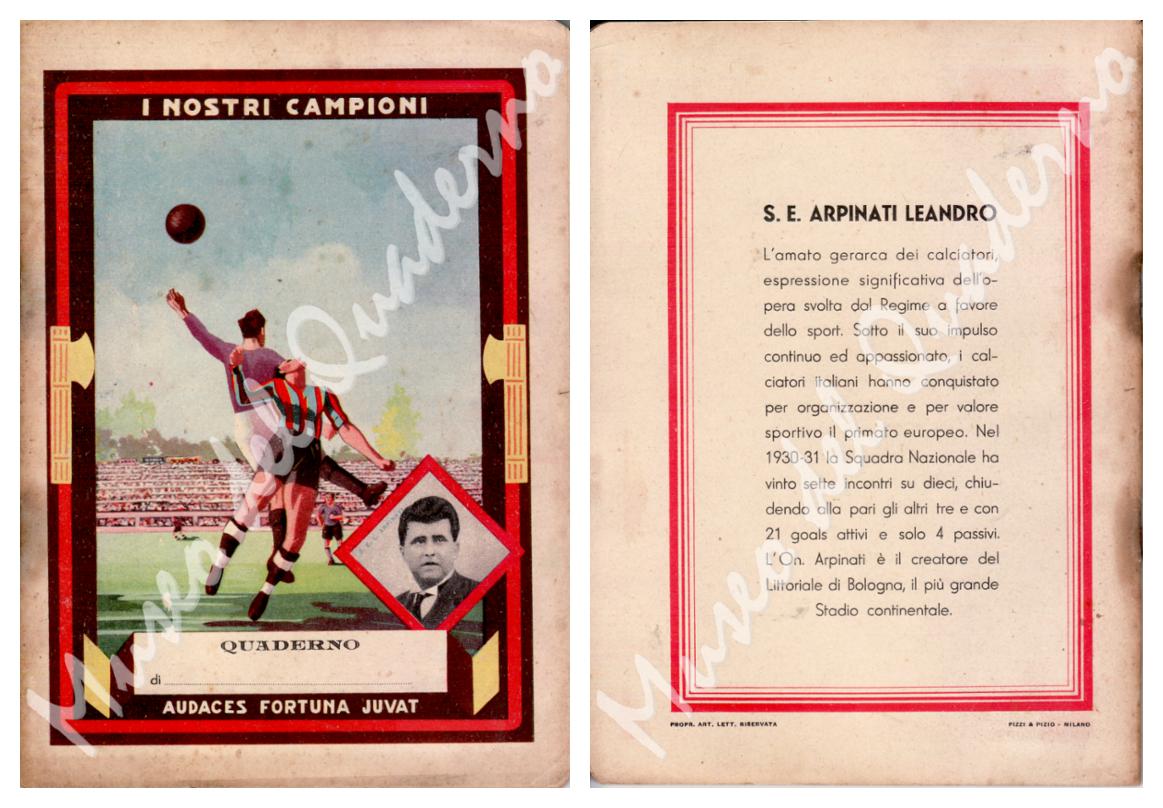 I NOSTRI CAMPIONI
QUADERNO
di
AUDACES FORTUNA JUVAT
Museo del Quaderno
S. E. ARPINATI LEANDRO
L'amato gerarca dei calciatori,
espressione significativa dell'o-
pera svolta dal Regime a favore
dello sport. Sotto il suo impulso
continuo ed appassionato, i cal-
ciatori italiani hanno conquistato
per organizzazione e per valore
sportivo il primato europeo. Nel
1930-31 la Squadra Nazionale ha
vinto sette incontri su dieci, chiu-
dendo alla pari gli altri tre e con
21 goals attivi e solo 4 passivi.
L'On. Arpinati è il creatore del
Littoriale di Bologna, il più grande
Stadio continentale.
PROPR. ART. LETT. RISERVATA
PIZZI & PIZIO - MILANO
Museo del Quaderno